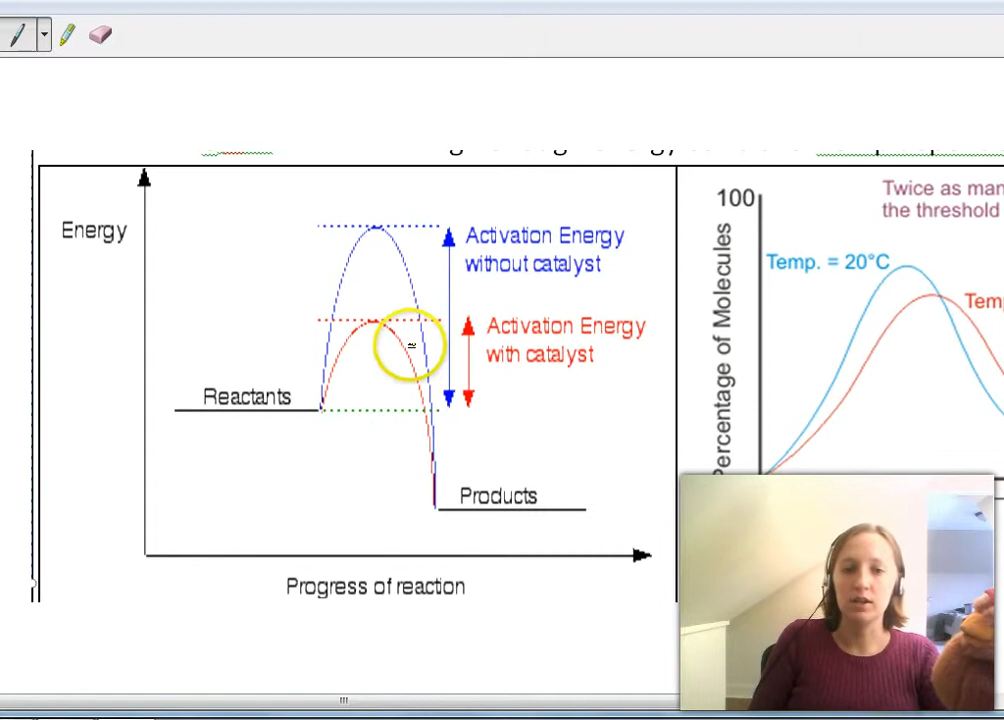 Energy
Activation Energy
without catalyst
Activation Energy
with catalyst
Reactants
Products
Progress of reaction
100
Twice as man
the threshold
Temp. = 20°C
Temp
Percentage of Molecules